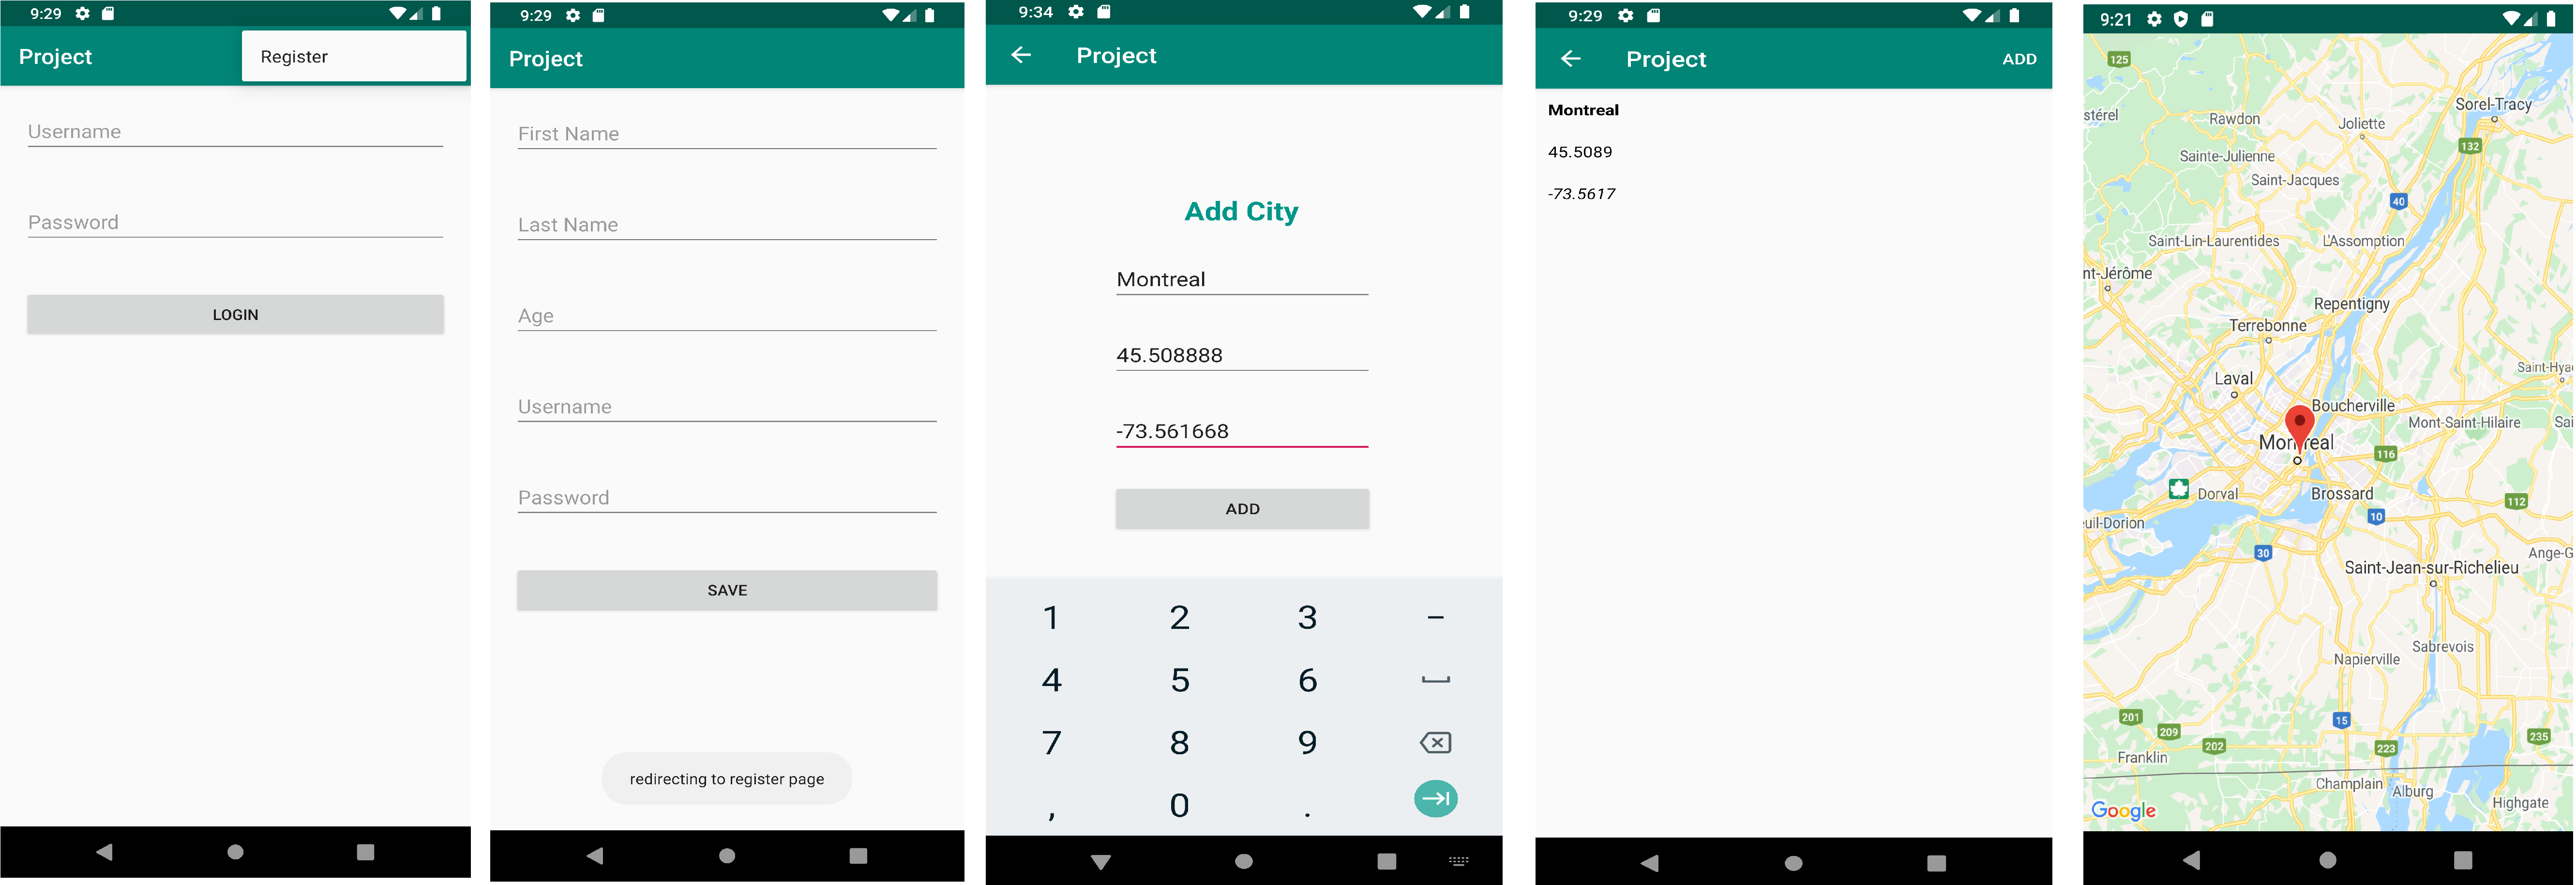 9:29
Project
Register
Username
Password
LOGIN
9:29
Project
First Name
Last Name
Age
Username
Password
SAVE
redirecting to register page
9:34
Project
Add City
Montreal
45.508888
-73.561668
ADD
1 2 3 –
4 5 6
7 8 9
, 0 .
9:29
Project ADD
Montreal
45.5089
-73.5617
9:21
125
Sorel-Tracy
stérel
Rawdon
Joliette
132
Sainte-Julienne
Saint-Jacques
40
Saint-Lin-Laurentides
L'Assomption
nt-Jérôme
Repentigny
Terrebonne
Saint-Hya
Laval
Boucherville
Mont-Saint-Hilaire
Sai
Montreal
116
Dorval
Brossard
112
10
euil-Dorion
30
Ange-G
Saint-Jean-sur-Richelieu
Sabrevois
Napierville
201
15
209
202
223
235
Franklin
Champlain
Alburg
Highgate
Google